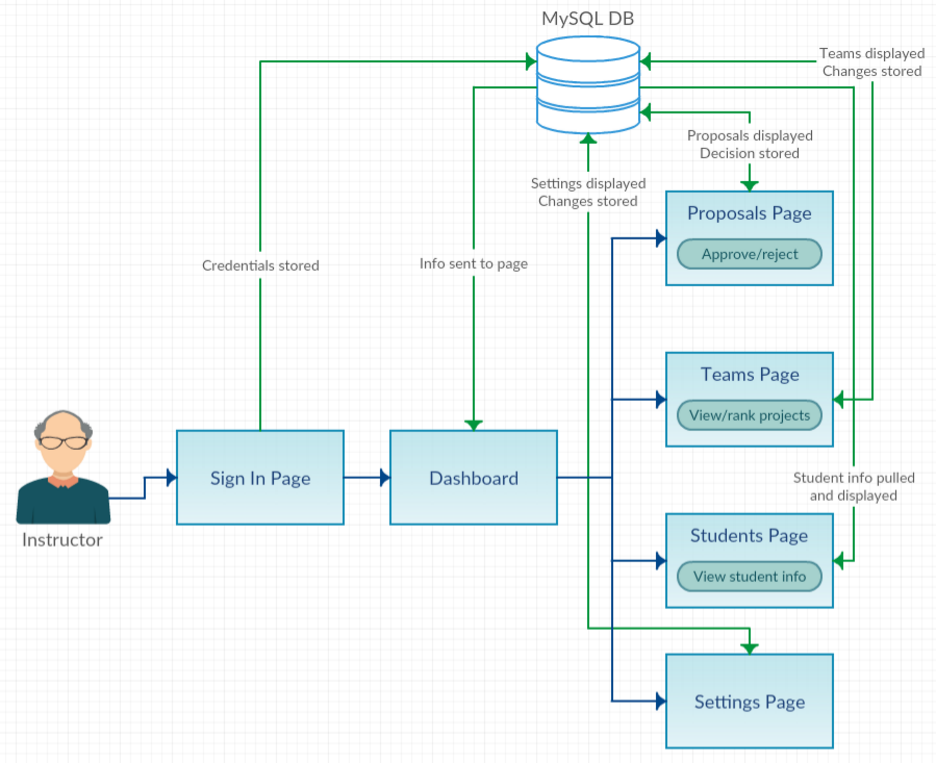 MySQL DB
Teams displayed
Changes stored
Proposals displayed
Decision stored
Settings displayed
Changes stored
Proposals Page
Approve/reject
Credentials stored
Info sent to page
Teams Page
View/rank projects
Sign In Page
Dashboard
Student info pulled
and displayed
Instructor
Students Page
View student info
Settings Page